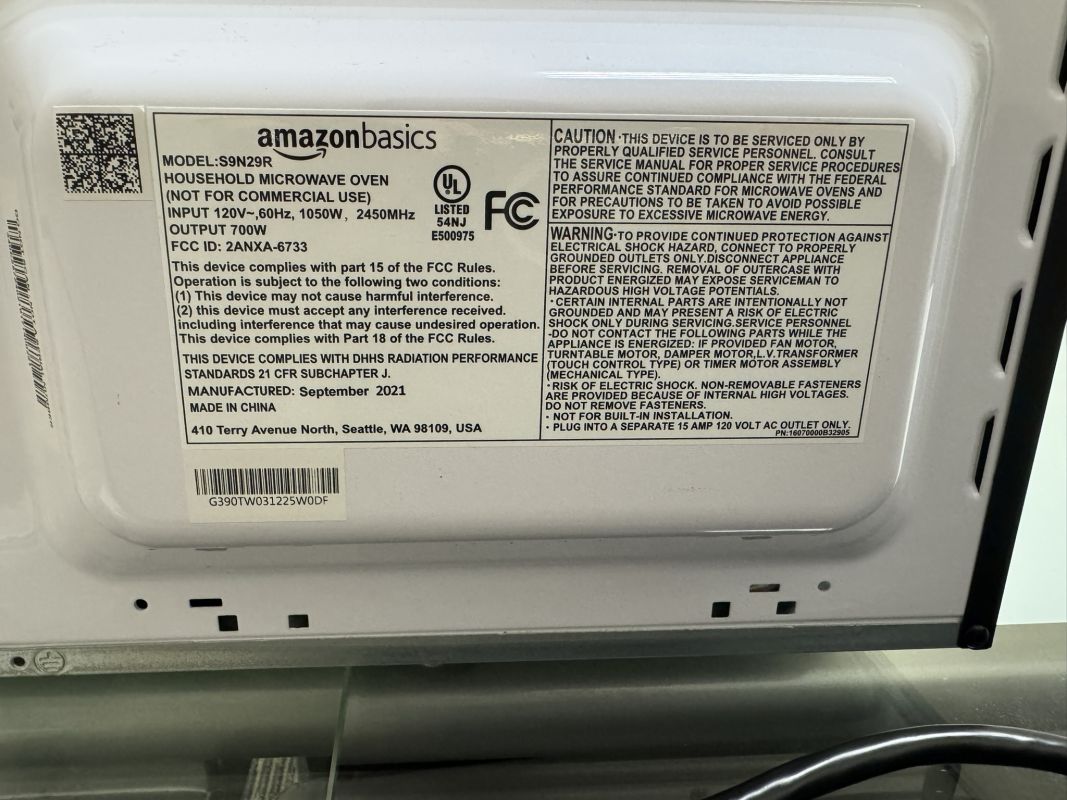 amazonbasics
MODEL:S9N29R
HOUSEHOLD MICROWAVE OVEN
(NOT FOR COMMERCIAL USE)
INPUT 120V~,60Hz, 1050W, 2450MHz
OUTPUT 700W
FCC ID: 2ANXA-6733
UL
LISTED
54NJ
E500975
FC
This device complies with part 15 of the FCC Rules.
Operation is subject to the following two conditions:
(1) This device may not cause harmful interference.
(2) this device must accept any interference received.
including interference that may cause undesired operation.
This device complies with Part 18 of the FCC Rules.
THIS DEVICE COMPLIES WITH DHHS RADIATION PERFORMANCE
STANDARDS 21 CFR SUBCHAPTER J.
MANUFACTURED: September 2021
MADE IN CHINA
410 Terry Avenue North, Seattle, WA 98109, USA
CAUTION·THIS DEVICE IS TO BE SERVICED ONLY BY
PROPERLY QUALIFIED SERVICE PERSONNEL. CONSULT
THE SERVICE MANUAL FOR PROPER SERVICE PROCEDURES
TO ASSURE CONTINUED COMPLIANCE WITH THE FEDERAL
PERFORMANCE STANDARD FOR MICROWAVE OVENS AND
FOR PRECAUTIONS TO BE TAKEN TO AVOID POSSIBLE
EXPOSURE TO EXCESSIVE MICROWAVE ENERGY.
WARNING·TO PROVIDE CONTINUED PROTECTION AGAINST
ELECTRICAL SHOCK HAZARD, CONNECT TO PROPERLY
GROUNDED OUTLETS ONLY.DISCONNECT APPLIANCE
BEFORE SERVICING. REMOVAL OF OUTERCASE WITH
PRODUCT ENERGIZED MAY EXPOSE SERVICEMAN TO
HAZARDOUS HIGH VOLTAGE POTENTIALS.
·CERTAIN INTERNAL PARTS ARE INTENTIONALLY NOT
GROUNDED AND MAY PRESENT A RISK OF ELECTRIC
SHOCK ONLY DURING SERVICING.SERVICE PERSONNEL
-DO NOT CONTACT THE FOLLOWING PARTS WHILE THE
APPLIANCE IS ENERGIZED: IF PROVIDED FAN MOTOR,
TURNTABLE MOTOR, DAMPER MOTOR,L.V.TRANSFORMER
(TOUCH CONTROL TYPE) OR TIMER MOTOR ASSEMBLY
(MECHANICAL TYPE).
·RISK OF ELECTRIC SHOCK. NON-REMOVABLE FASTENERS
ARE PROVIDED BECAUSE OF INTERNAL HIGH VOLTAGES.
DO NOT REMOVE FASTENERS.
· NOT FOR BUILT-IN INSTALLATION.
· PLUG INTO A SEPARATE 15 AMP 120 VOLT AC OUTLET ONLY.
PN:16070000B32905
G390TW031225W0DF